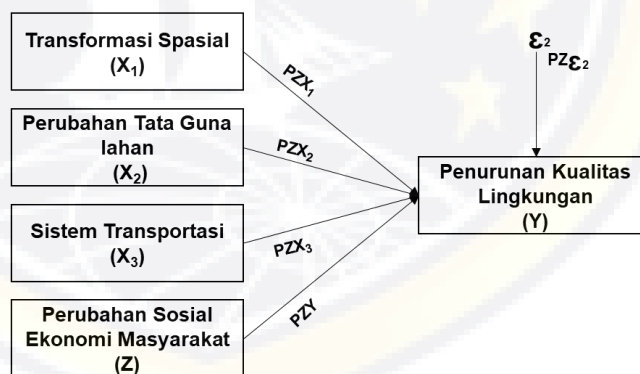 Transformasi Spasial
(X₁)
PZX₁
ε₂
PZε₂
Perubahan Tata Guna
lahan
(X₂)
PZX₂
Penurunan Kualitas
Lingkungan
(Y)
Sistem Transportasi
(X₃)
PZX₃
Perubahan Sosial
Ekonomi Masyarakat
(Z)
PZY